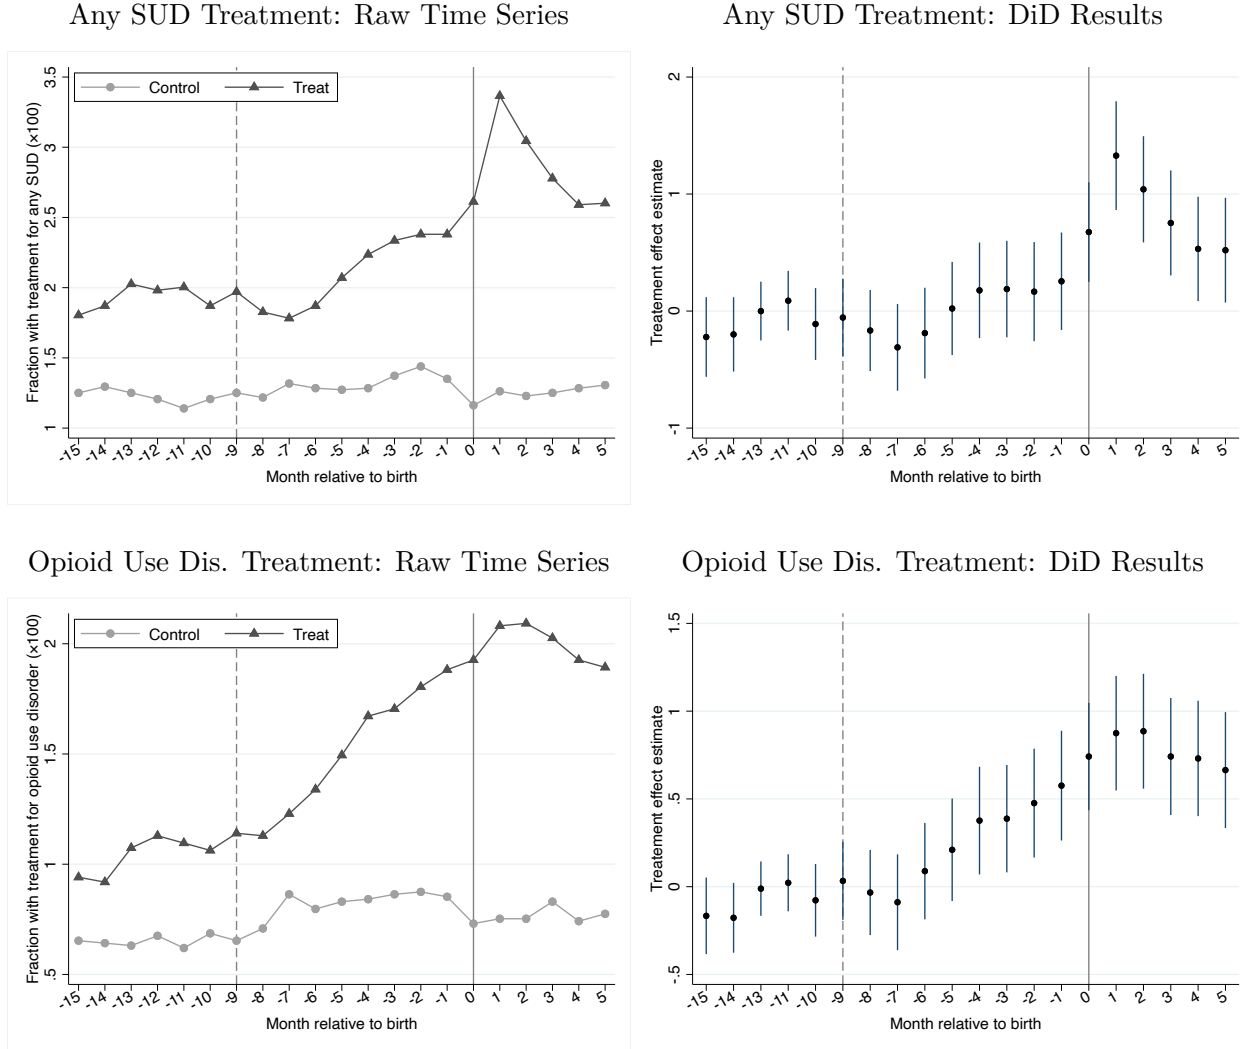 Any SUD Treatment: Raw Time Series
Any SUD Treatment: DiD Results
Fraction with treatment for any SUD (×100)
3.5
3
2.5
2
1.5
1
Control
Treat
-15 -14 -13 -12 -11 -10 -9 -8 -7 -6 -5 -4 -3 -2 -1 0 1 2 3 4 5
Month relative to birth
Treatement effect estimate
2
1
0
-1
-15 -14 -13 -11 -10 -9 -8 -7 -6 -5 -4 -3 -2 -1 0 1 2 3 4 5
Month relative to birth
Opioid Use Dis. Treatment: Raw Time Series
Opioid Use Dis. Treatment: DiD Results
Fraction with treatment for opioid use disorder (×100)
2
1.5
1
.5
Control
Treat
-15 -14 -13 -12 -11 -10 -9 -8 -7 -6 -5 -4 -3 -2 -1 0 1 2 3 4 5
Month relative to birth
Treatement effect estimate
1.5
1
.5
0
-.5
-15 -14 -13 -11 -10 -9 -8 -7 -6 -5 -4 -3 -2 -1 0 1 2 3 4 5
Month relative to birth